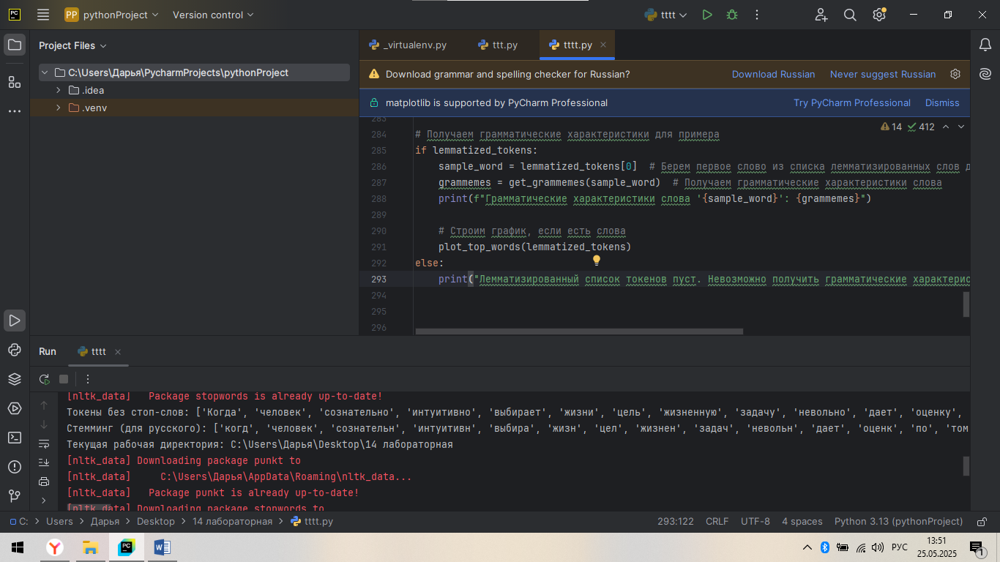 PC
PP pythonProject
Version control
tttt
Project Files
C:\Users\Дарья\PycharmProjects\pythonProject
.idea
.venv
_virtualenv.py
ttt.py
tttt.py
Download grammar and spelling checker for Russian?
Download Russian
Never suggest Russian
matplotlib is supported by PyCharm Professional
Try PyCharm Professional
Dismiss
14
412
283
284 # Получаем грамматические характеристики для примера
285 if lemmatized_tokens:
286 sample_word = lemmatized_tokens[0] # Берем первое слово из списка лемматизированных слов д
287 grammemes = get_grammemes(sample_word) # Получаем грамматические характеристики слова
288 print(f"Грамматические характеристики слова '{sample_word}': {grammemes}")
289
290 # Строим график, если есть слова
291 plot_top_words(lemmatized_tokens)
292 else:
293 print("Лемматизированный список токенов пуст. Невозможно получить грамматические характерис
294
295
296
Run
tttt
[nltk_data] Package stopwords is already up-to-date!
Токены без стоп-слов: ['Когда', 'человек', 'сознательно', 'интуитивно', 'выбирает', 'жизни', 'цель', 'жизненную', 'задачу', 'невольно', 'дает', 'оценку',
Стемминг (для русского): ['когд', 'человек', 'сознательн', 'интуитивн', 'выбира', 'жизн', 'цел', 'жизнен', 'задач', 'невольн', 'дает', 'оценк', 'по', 'том
Текущая рабочая директория: C:\Users\Дарья\Desktop\14 лабораторная
[nltk_data] Downloading package punkt to
[nltk_data] C:\Users\Дарья\AppData\Roaming\nltk_data...
[nltk_data] Package punkt is already up-to-date!
[nltk_data] Downloading package stopwords to
C: > Users > Дарья > Desktop > 14 лабораторная > tttt.py
293:122
CRLF
UTF-8
4 spaces
Python 3.13 (pythonProject)
РУС
13:51
25.05.2025
1